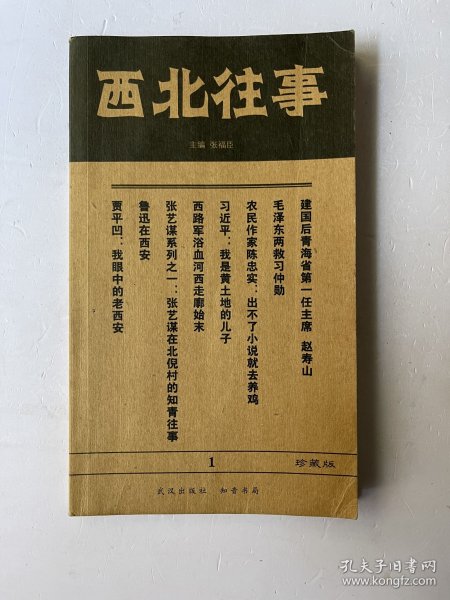 西北往事
主编 张福臣
建国后青海省第一任主席 赵寿山
毛泽东两救习仲勋
农民作家陈忠实：出不了小说就去养鸡
习近平：我是黄土地的儿子
西路军浴血河西走廊始末
张艺谋系列之一：张艺谋在北倪村的知青往事
鲁迅在西安
贾平凹：我眼中的老西安
1
珍藏版
武汉出版社 知音书局
孔夫子旧书网
www.kongfz.com